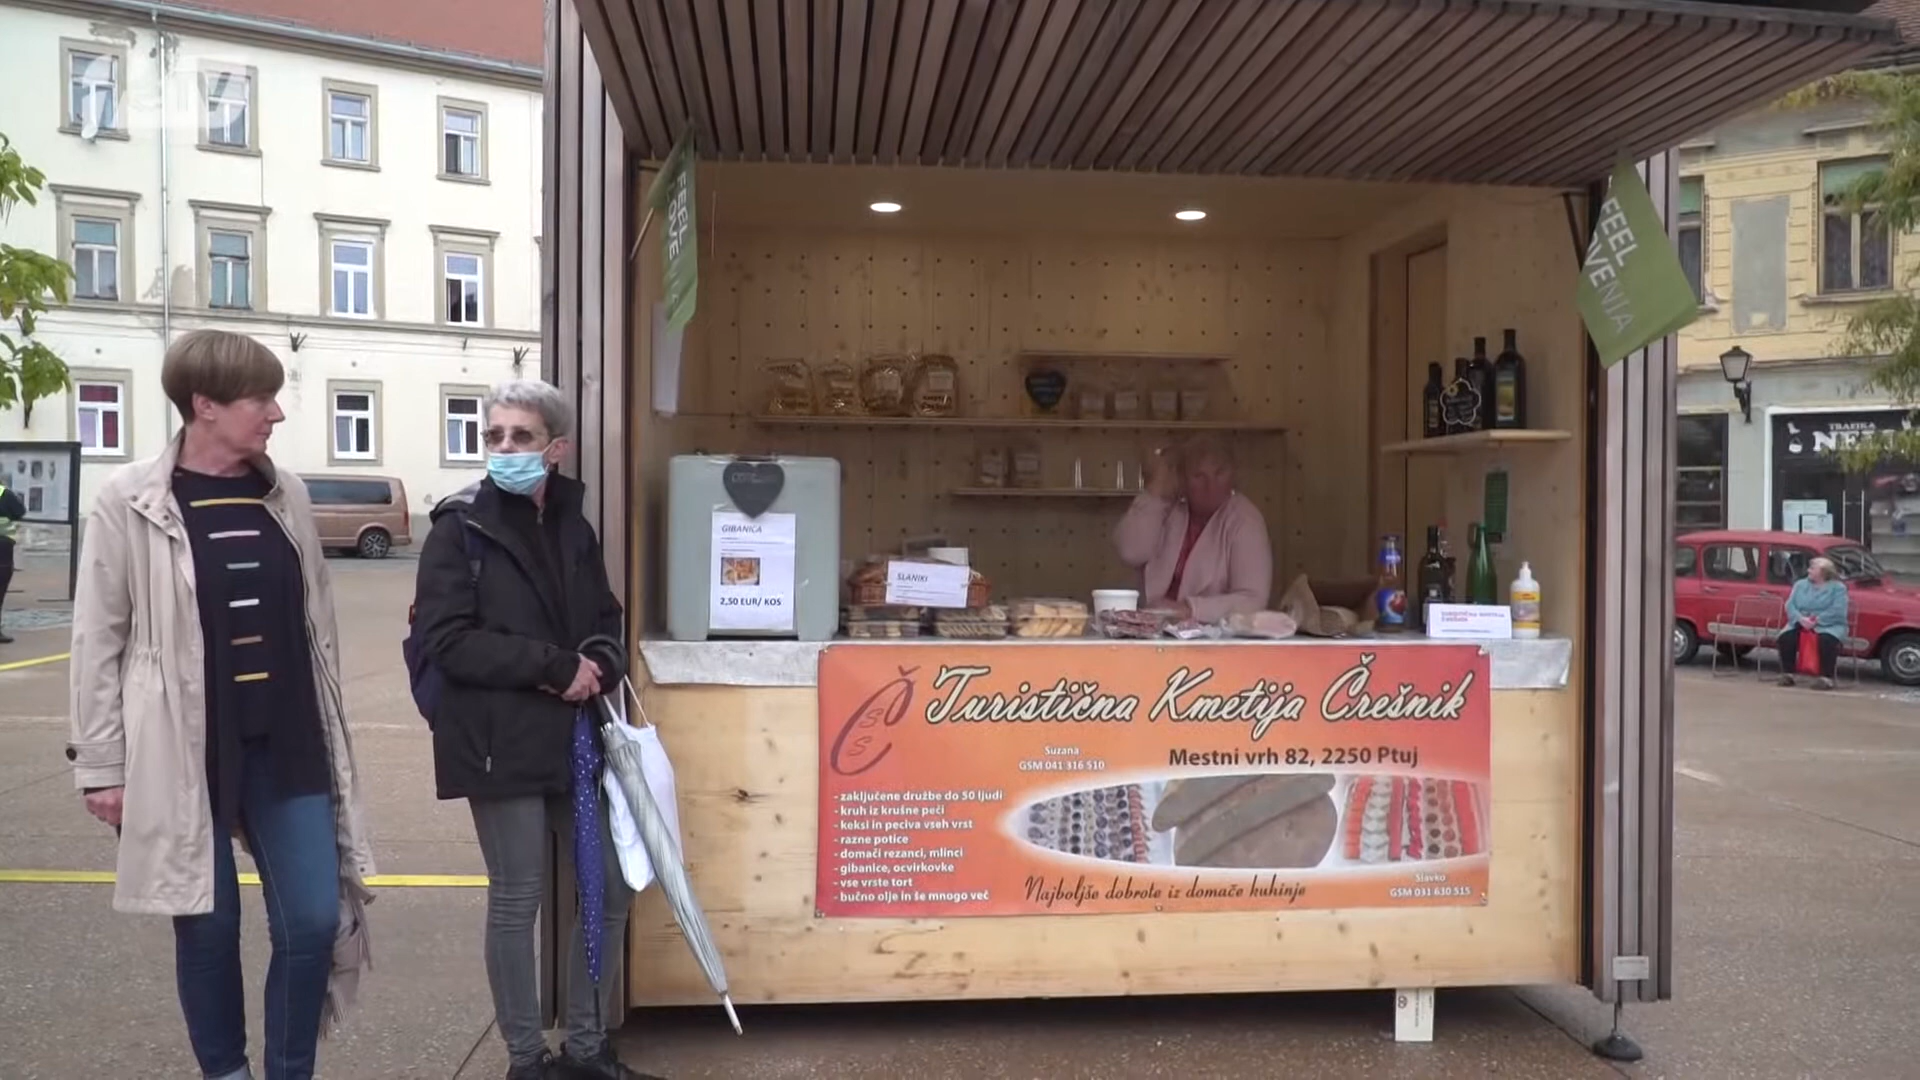 FEEL
FEEL
GIBANICA
2,50 EUR/ KOS
SLANIKI
TRAFIKA
Turistična Kmetija Črešnik
Suzana
GSM 041 316 510
Mestni vrh 82, 2250 Ptuj
- zaključene družbe do 50 ljudi
- kruh iz krušne peči
- keksi in peciva vseh vrst
- razne potice
- domači rezanci, mlinci
- gibanice, ocvirkovke
- vse vrste tort
- bučno olje in še mnogo več
Najboljše dobrote iz domače kuhinje
Slavko
GSM 031 630 515